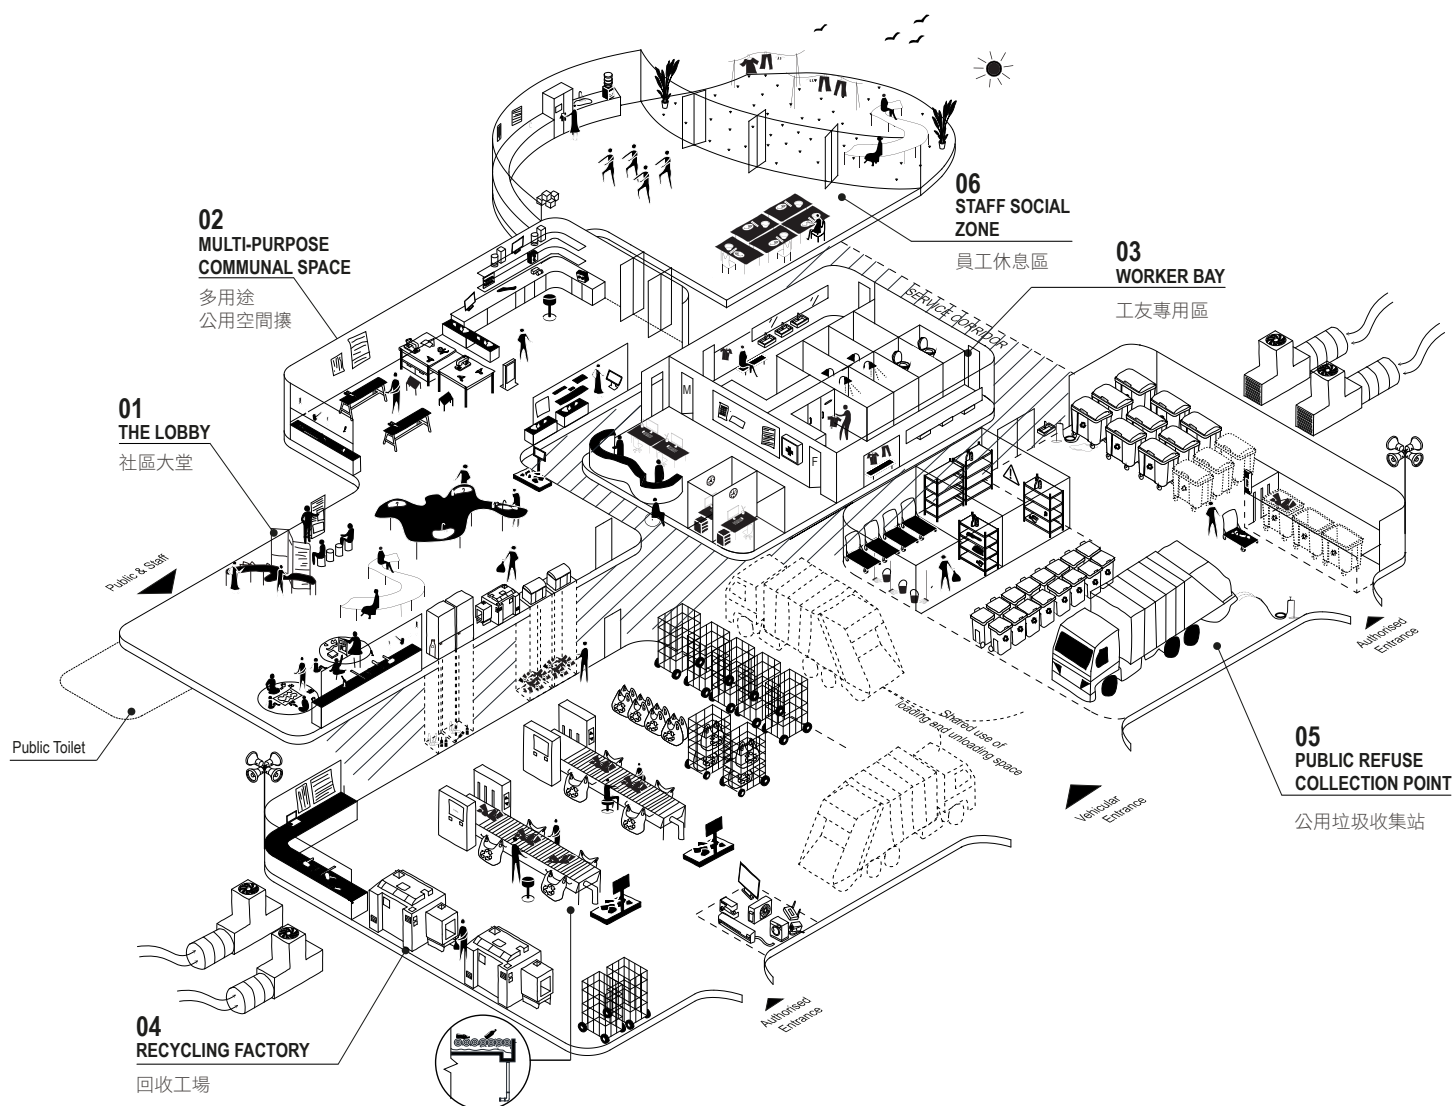 06
STAFF SOCIAL
ZONE
員工休息區
02
MULTI-PURPOSE
COMMUNAL SPACE
多用途
公用空間攘
03
WORKER BAY
工友專用區
SERVICE CORRIDOR
01
THE LOBBY
社區大堂
M
F
Public & Staff
Authorised
Entrance
Public Toilet
Shared use of
loading and unloading space
Vehicular
Entrance
05
PUBLIC REFUSE
COLLECTION POINT
公用垃圾收集站
Authorised
Entrance
04
RECYCLING FACTORY
回收工場